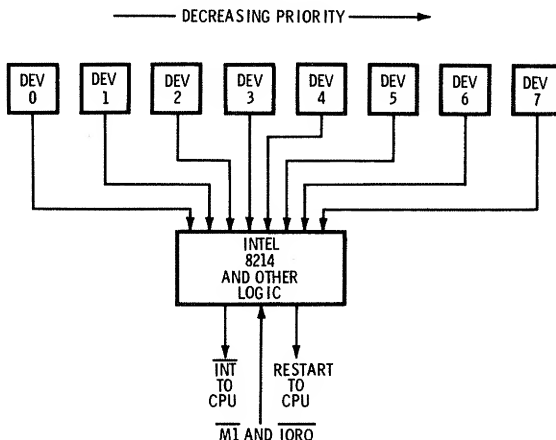 DECREASING PRIORITY
DEV 0
DEV 1
DEV 2
DEV 3
DEV 4
DEV 5
DEV 6
DEV 7
INTEL
8214
AND OTHER
LOGIC
INT
TO
CPU
RESTART
TO
CPU
M1 AND IORQ